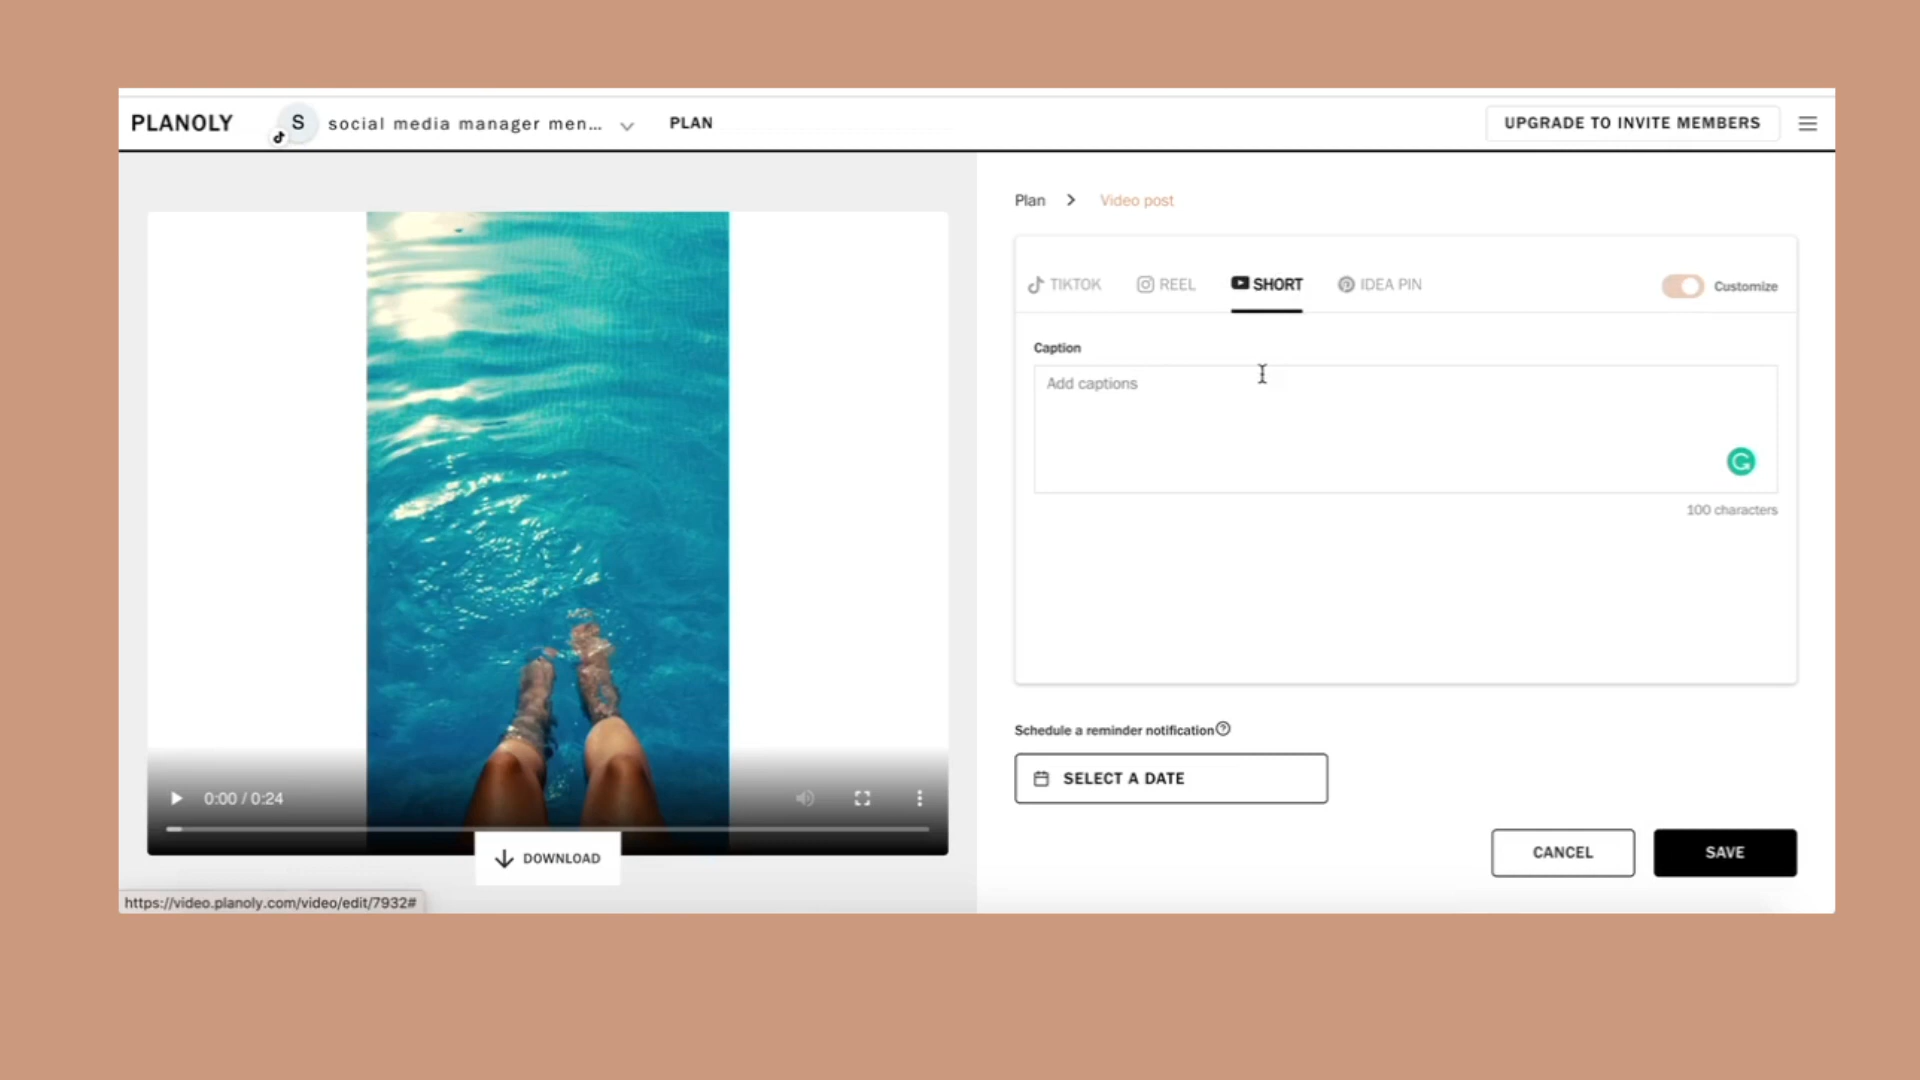 PLANOLY S social media manager men... PLAN UPGRADE TO INVITE MEMBERS
Plan > Video post
TIKTOK REEL SHORT IDEA PIN Customize
Caption
Add captions
100 characters
Schedule a reminder notification
SELECT A DATE
0:00 / 0:24
DOWNLOAD
CANCEL SAVE
https://video.planoly.com/video/edit/7932#